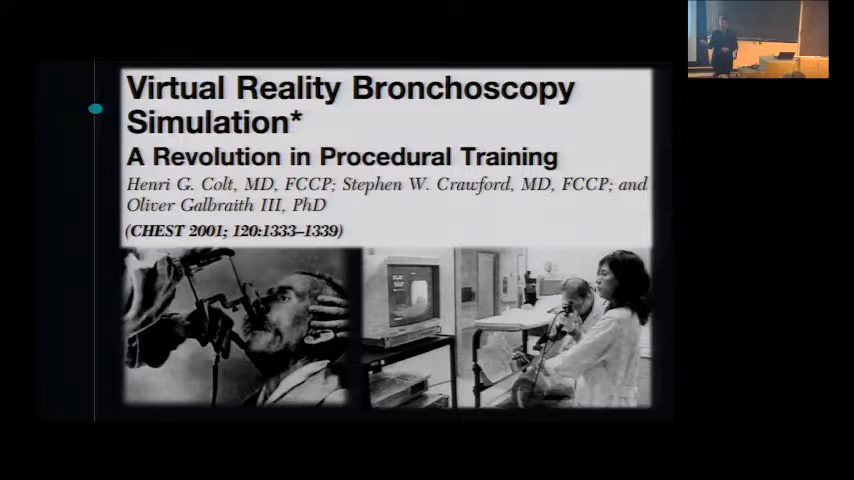 Virtual Reality Bronchoscopy
Simulation*
A Revolution in Procedural Training
Henri G. Colt, MD, FCCP; Stephen W. Crawford, MD, FCCP; and
Oliver Galbraith III, PhD
(CHEST 2001; 120:1333–1339)